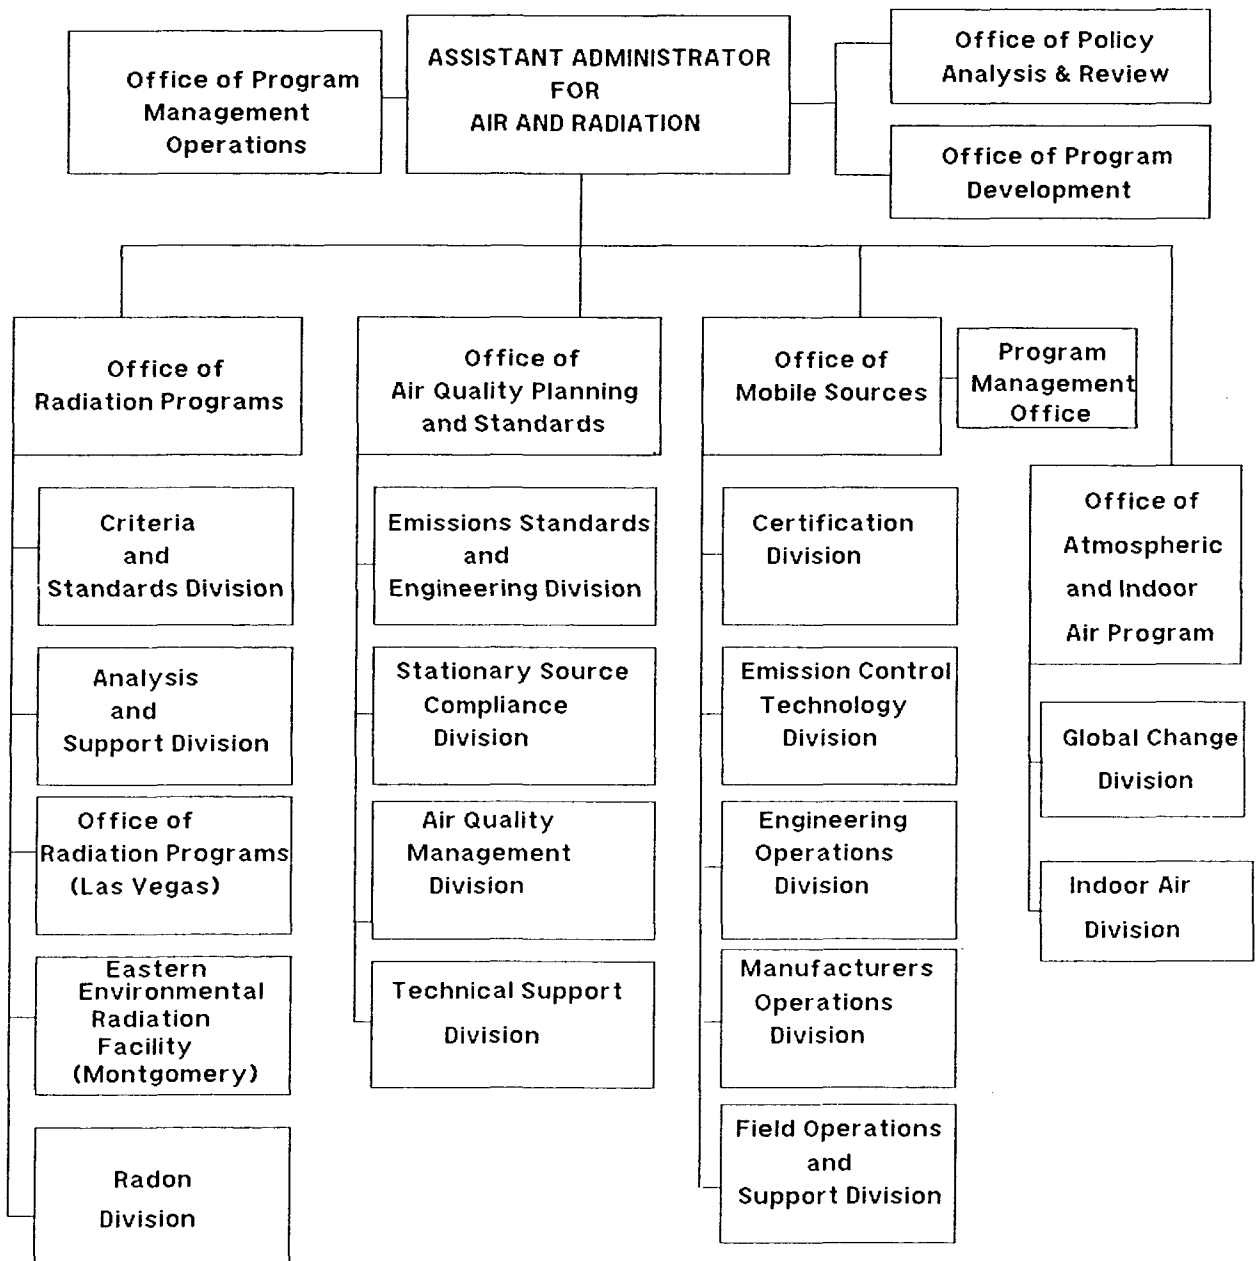 Office of Program
Management
Operations
ASSISTANT ADMINISTRATOR
FOR
AIR AND RADIATION
Office of Policy
Analysis & Review
Office of Program
Development
Office of
Radiation Programs
Criteria
and
Standards Division
Analysis
and
Support Division
Office of
Radiation Programs
(Las Vegas)
Eastern
Environmental
Radiation
Facility
(Montgomery)
Radon
Division
Office of
Air Quality Planning
and Standards
Emissions Standards
and
Engineering Division
Stationary Source
Compliance
Division
Air Quality
Management
Division
Technical Support
Division
Office of
Mobile Sources
Program
Management
Office
Certification
Division
Emission Control
Technology
Division
Engineering
Operations
Division
Manufacturers
Operations
Division
Field Operations
and
Support Division
Office of
Atmospheric
and Indoor
Air Program
Global Change
Division
Indoor Air
Division